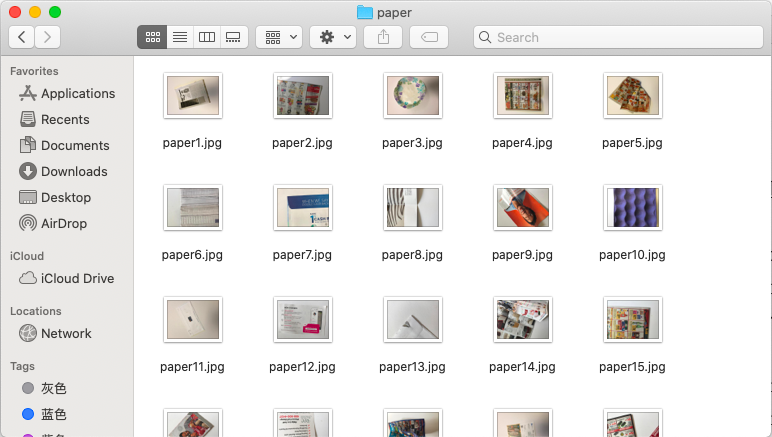 paper
Search
Favorites
Applications
Recents
Documents
Downloads
Desktop
AirDrop
iCloud
iCloud Drive
Locations
Network
Tags
灰色
蓝色
紫色
paper1.jpg
paper2.jpg
paper3.jpg
paper4.jpg
paper5.jpg
paper6.jpg
paper7.jpg
paper8.jpg
paper9.jpg
paper10.jpg
paper11.jpg
paper12.jpg
paper13.jpg
paper14.jpg
paper15.jpg